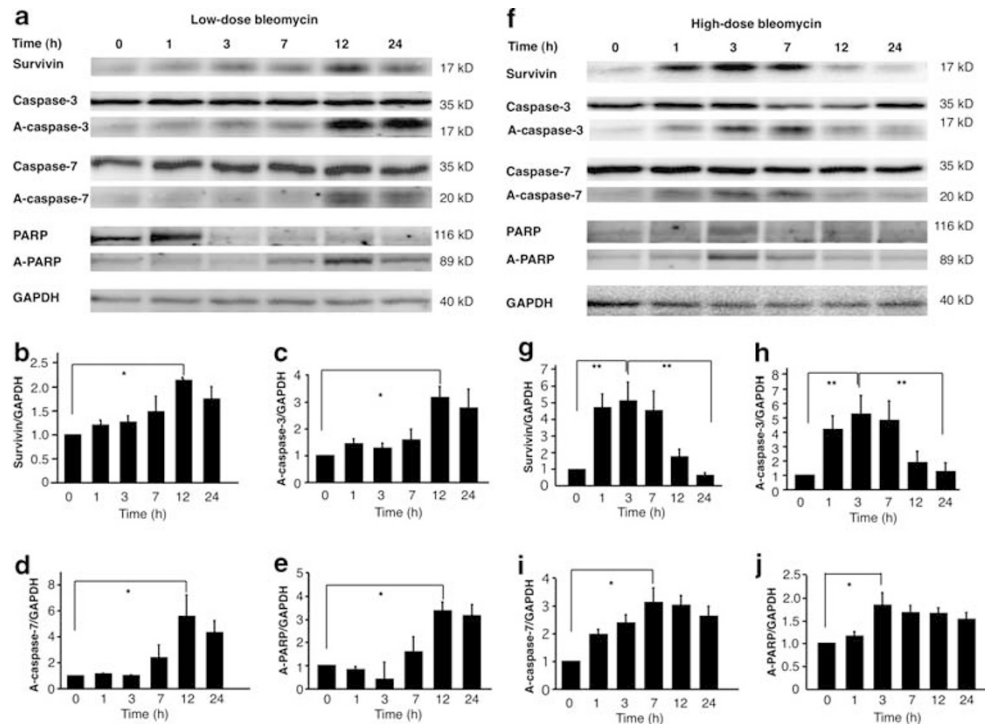 a
Low-dose bleomycin
Time (h) 0 1 3 7 12 24
Survivin 17 kD
Caspase-3 35 kD
A-caspase-3 17 kD
Caspase-7 35 kD
A-caspase-7 20 kD
PARP 116 kD
A-PARP 89 kD
GAPDH 40 kD
f
High-dose bleomycin
Time (h) 0 1 3 7 12 24
Survivin 17 kD
Caspase-3 35 kD
A-caspase-3 17 kD
Caspase-7 35 kD
A-caspase-7 20 kD
PARP 116 kD
A-PARP 89 kD
GAPDH 40 kD
b
Survivin/GAPDH
2.5
2.0
1.5
1.0
0.5
*
0 1 3 7 12 24
Time (h)
c
A-caspase-3/GAPDH
4
3
2
1
0
*
0 1 3 7 12 24
Time (h)
g
Survivin/GAPDH
7
6
5
4
3
2
1
0
** **
0 1 3 7 12 24
Time (h)
h
A-caspase-3/GAPDH
8
7
6
5
4
3
2
1
0
** **
0 1 3 7 12 24
Time (h)
d
A-caspase-7/GAPDH
8
6
4
2
0
*
0 1 3 7 12 24
Time (h)
e
A-PARP/GAPDH
4
3
2
1
0
*
0 1 3 7 12 24
Time (h)
i
A-caspase-7/GAPDH
4
3
2
1
0
*
0 1 3 7 12 24
Time (h)
j
A-PARP/GAPDH
2.5
2.0
1.5
1.0
0.5
*
0 1 3 7 12 24
Time (h)